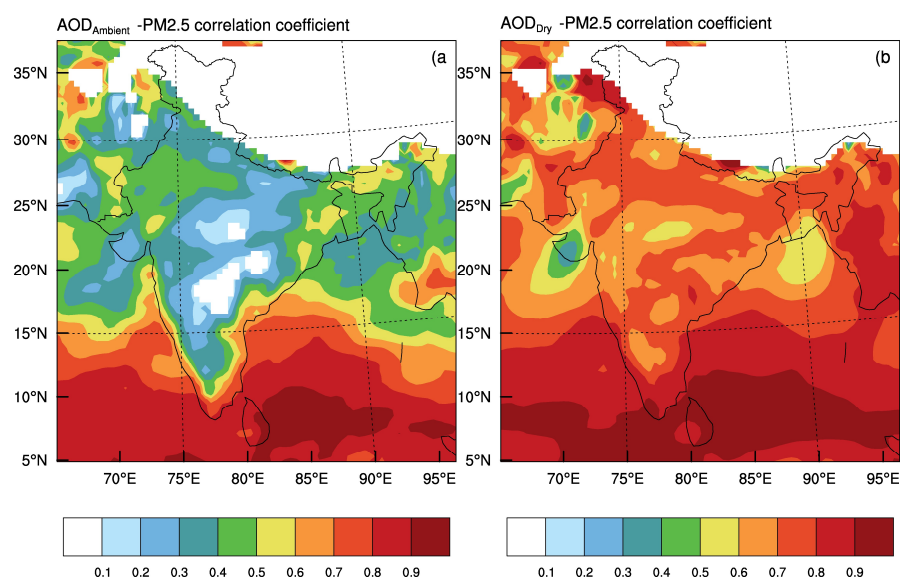 AOD_Ambient -PM2.5 correlation coefficient
(a
35°N
30°N
25°N
20°N
15°N
10°N
5°N
70°E 75°E 80°E 85°E 90°E 95°E
0.1 0.2 0.3 0.4 0.5 0.6 0.7 0.8 0.9
AOD_Dry -PM2.5 correlation coefficient
(b)
35°N
30°N
25°N
20°N
15°N
10°N
5°N
70°E 75°E 80°E 85°E 90°E 95°E
0.1 0.2 0.3 0.4 0.5 0.6 0.7 0.8 0.9